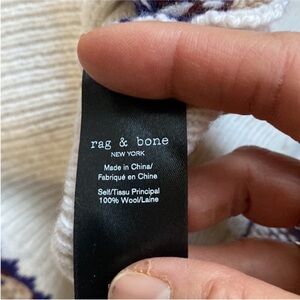 rag & bone
NEW YORK
Made in China/
Fabriqué en Chine
Self/Tissu Principal
100% Wool/Laine